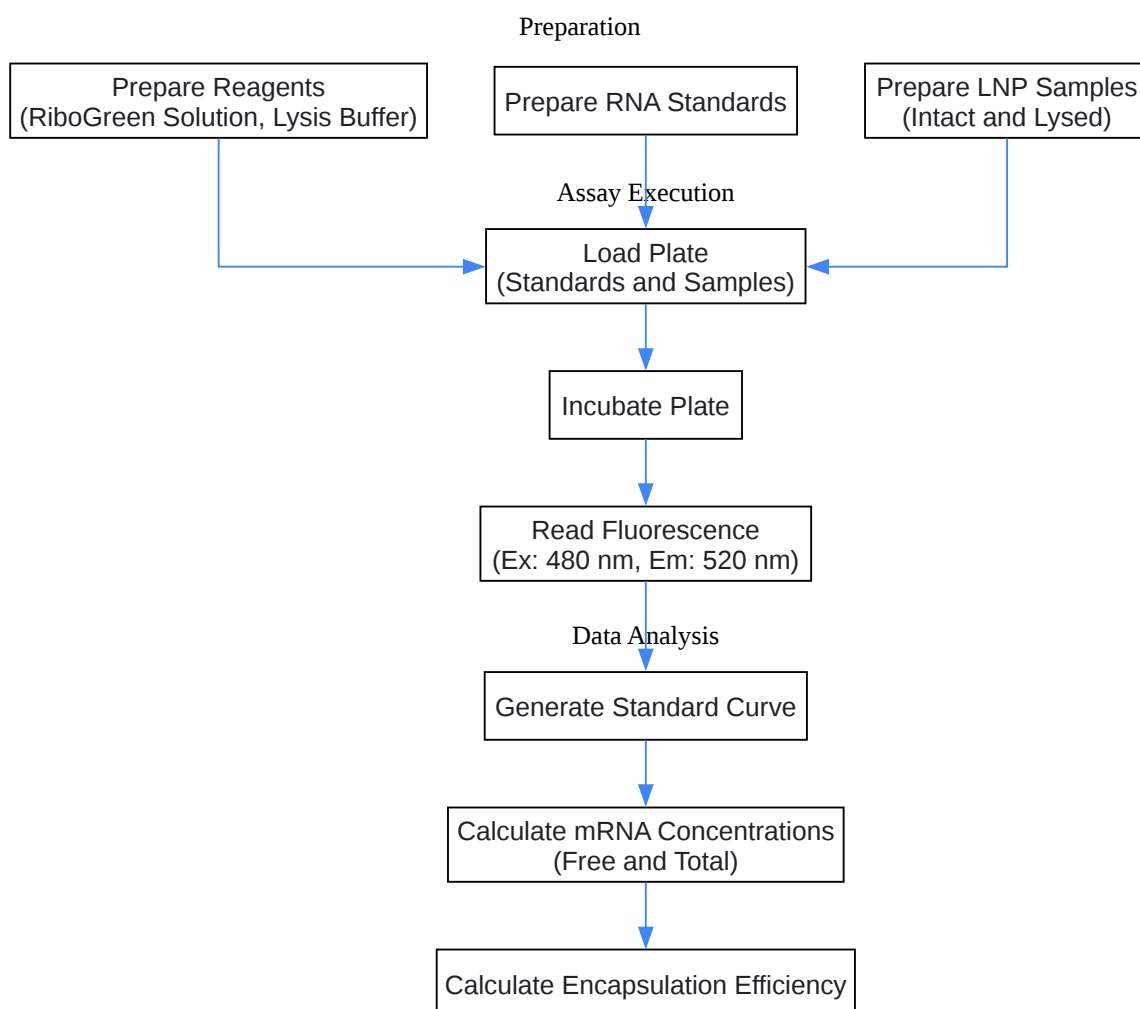 Preparation
Prepare Reagents
(RiboGreen Solution, Lysis Buffer)
Prepare RNA Standards
Prepare LNP Samples
(Intact and Lysed)
Assay Execution
Load Plate
(Standards and Samples)
Incubate Plate
Read Fluorescence
(Ex: 480 nm, Em: 520 nm)
Data Analysis
Generate Standard Curve
Calculate mRNA Concentrations
(Free and Total)
Calculate Encapsulation Efficiency